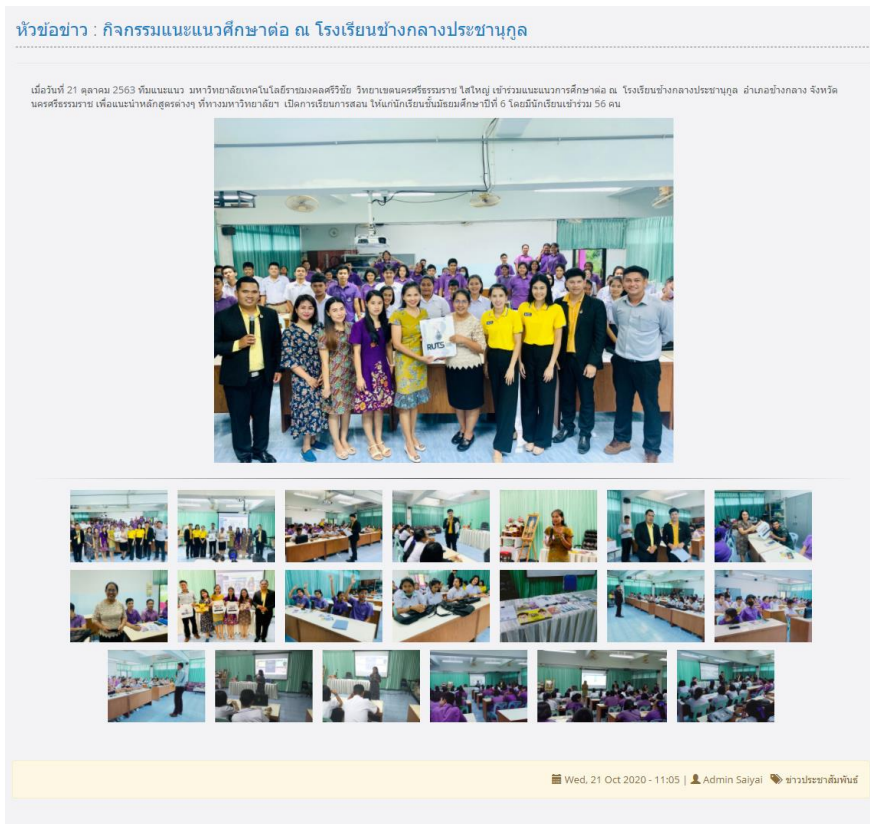 หัวข้อข่าว : กิจกรรมแนะแนวศึกษาต่อ ณ โรงเรียนช้างกลางประชานุกูล
เมื่อวันที่ 21 ตุลาคม 2563 ทีมแนะแนว มหาวิทยาลัยเทคโนโลยีราชมงคลศรีวิชัย วิทยาเขตนครศรีธรรมราช ไสใหญ่ เข้าร่วมแนะแนวการศึกษาต่อ ณ โรงเรียนช้างกลางประชานุกูล อำเภอช้างกลาง จังหวัด
นครศรีธรรมราช เพื่อแนะนำหลักสูตรต่างๆ ที่ทางมหาวิทยาลัยฯ เปิดการเรียนการสอน ให้แก่นักเรียนชั้นมัธยมศึกษาปีที่ 6 โดยมีนักเรียนเข้าร่วม 56 คน
RUTS
Wed, 21 Oct 2020 - 11:05 | Admin Saiyai ข่าวประชาสัมพันธ์